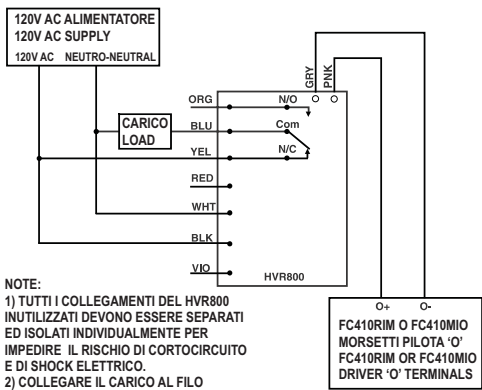 120V AC ALIMENTATORE
120V AC SUPPLY
120V AC NEUTRO-NEUTRAL
GRY
PNK
ORG
N/O
CARICO
LOAD
BLU
Com
YEL
N/C
RED
WHT
BLK
VIO
HVR800
NOTE:
1) TUTTI I COLLEGAMENTI DEL HVR800
INUTILIZZATI DEVONO ESSERE SEPARATI
ED ISOLATI INDIVIDUALMENTE PER
IMPEDIRE IL RISCHIO DI CORTOCIRCUITO
E DI SHOCK ELETTRICO.
2) COLLEGARE IL CARICO AL FILO
O+ O-
FC410RIM O FC410MIO
MORSETTI PILOTA ‘O’
FC410RIM OR FC410MIO
DRIVER ‘O’ TERMINALS